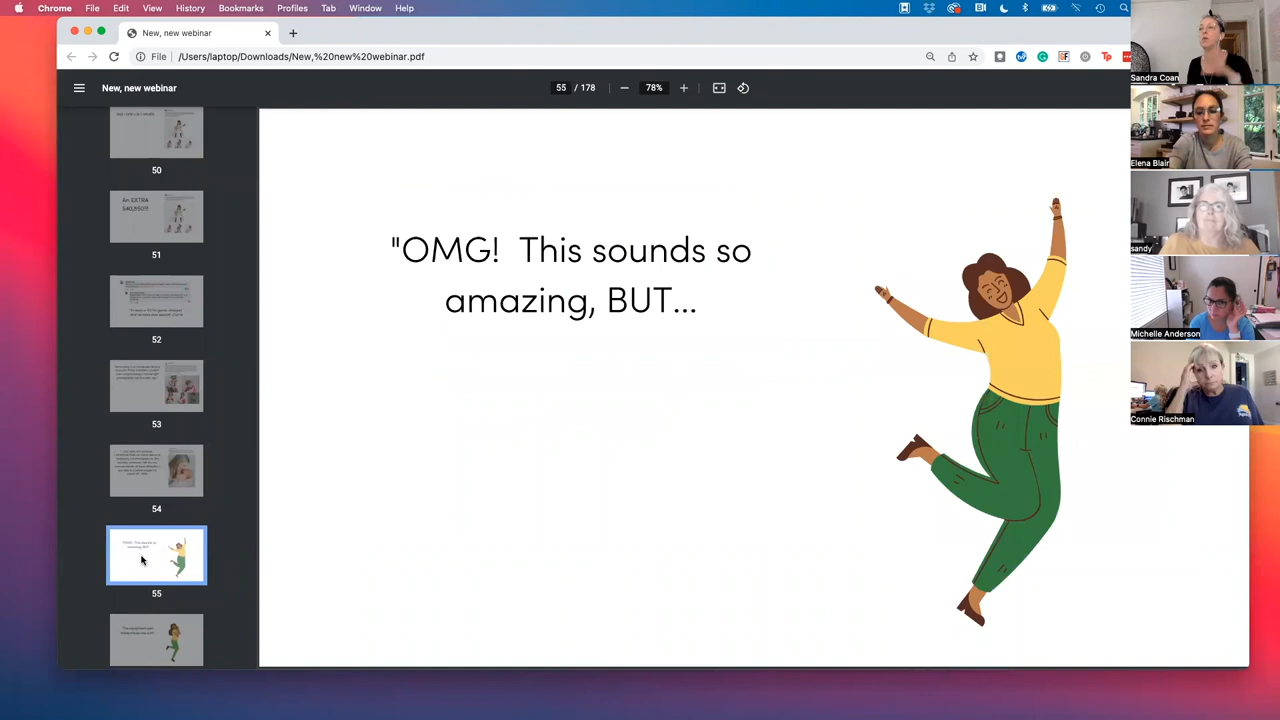 Chrome File Edit View History Bookmarks Profiles Tab Window Help
New, new webinar
File /Users/laptop/Downloads/New,%20new%20webinar.pdf
New, new webinar
55 / 178
78%
50
An EXTRA
$40,650!!!
51
52
53
54
55
"OMG! This sounds so
amazing, BUT...
Sandra Coan
Elena Blair
sandy
Michelle Anderson
Connie Rischman